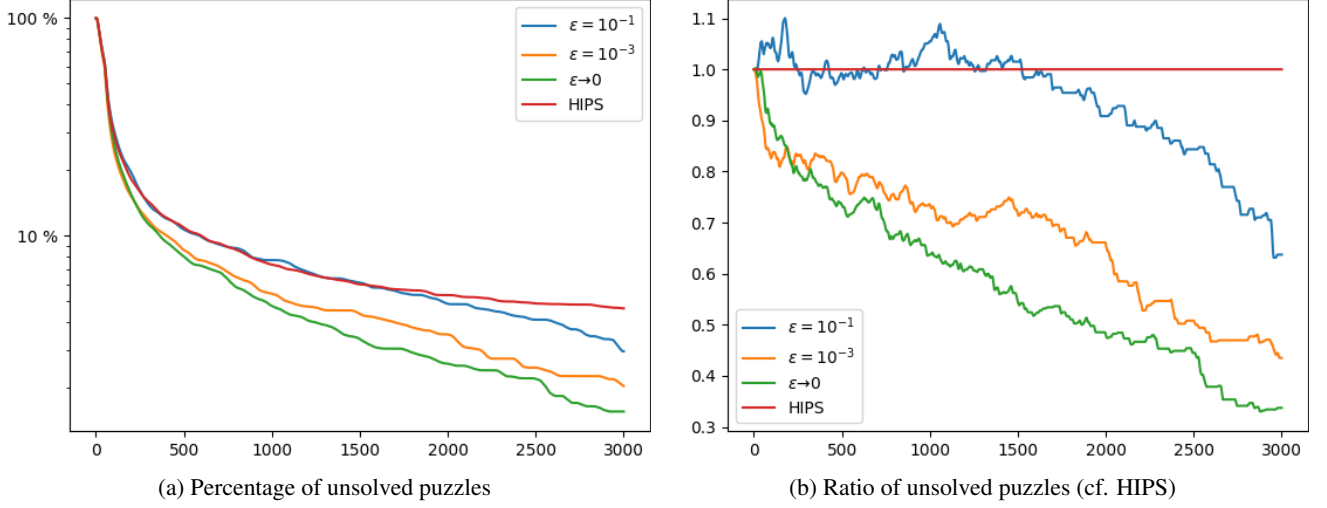 100 %
10 %
ε = 10⁻¹
ε = 10⁻³
ε→0
HIPS
0 500 1000 1500 2000 2500 3000
(a) Percentage of unsolved puzzles
1.1
1.0
0.9
0.8
0.7
0.6
0.5
0.4
0.3
ε = 10⁻¹
ε = 10⁻³
ε→0
HIPS
0 500 1000 1500 2000 2500 3000
(b) Ratio of unsolved puzzles (cf. HIPS)